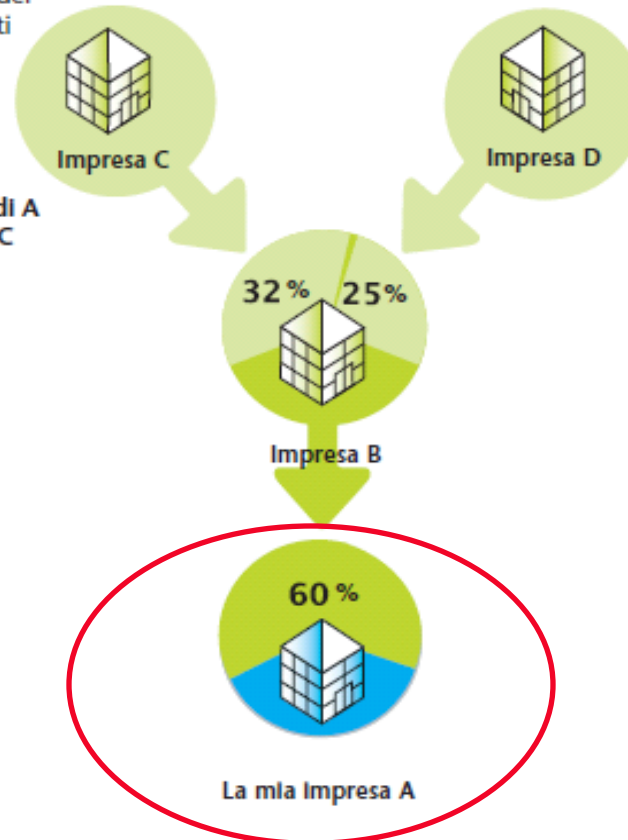 ti
Impresa C
Impresa D
di A
C
32% 25%
Impresa B
60%
La mia impresa A